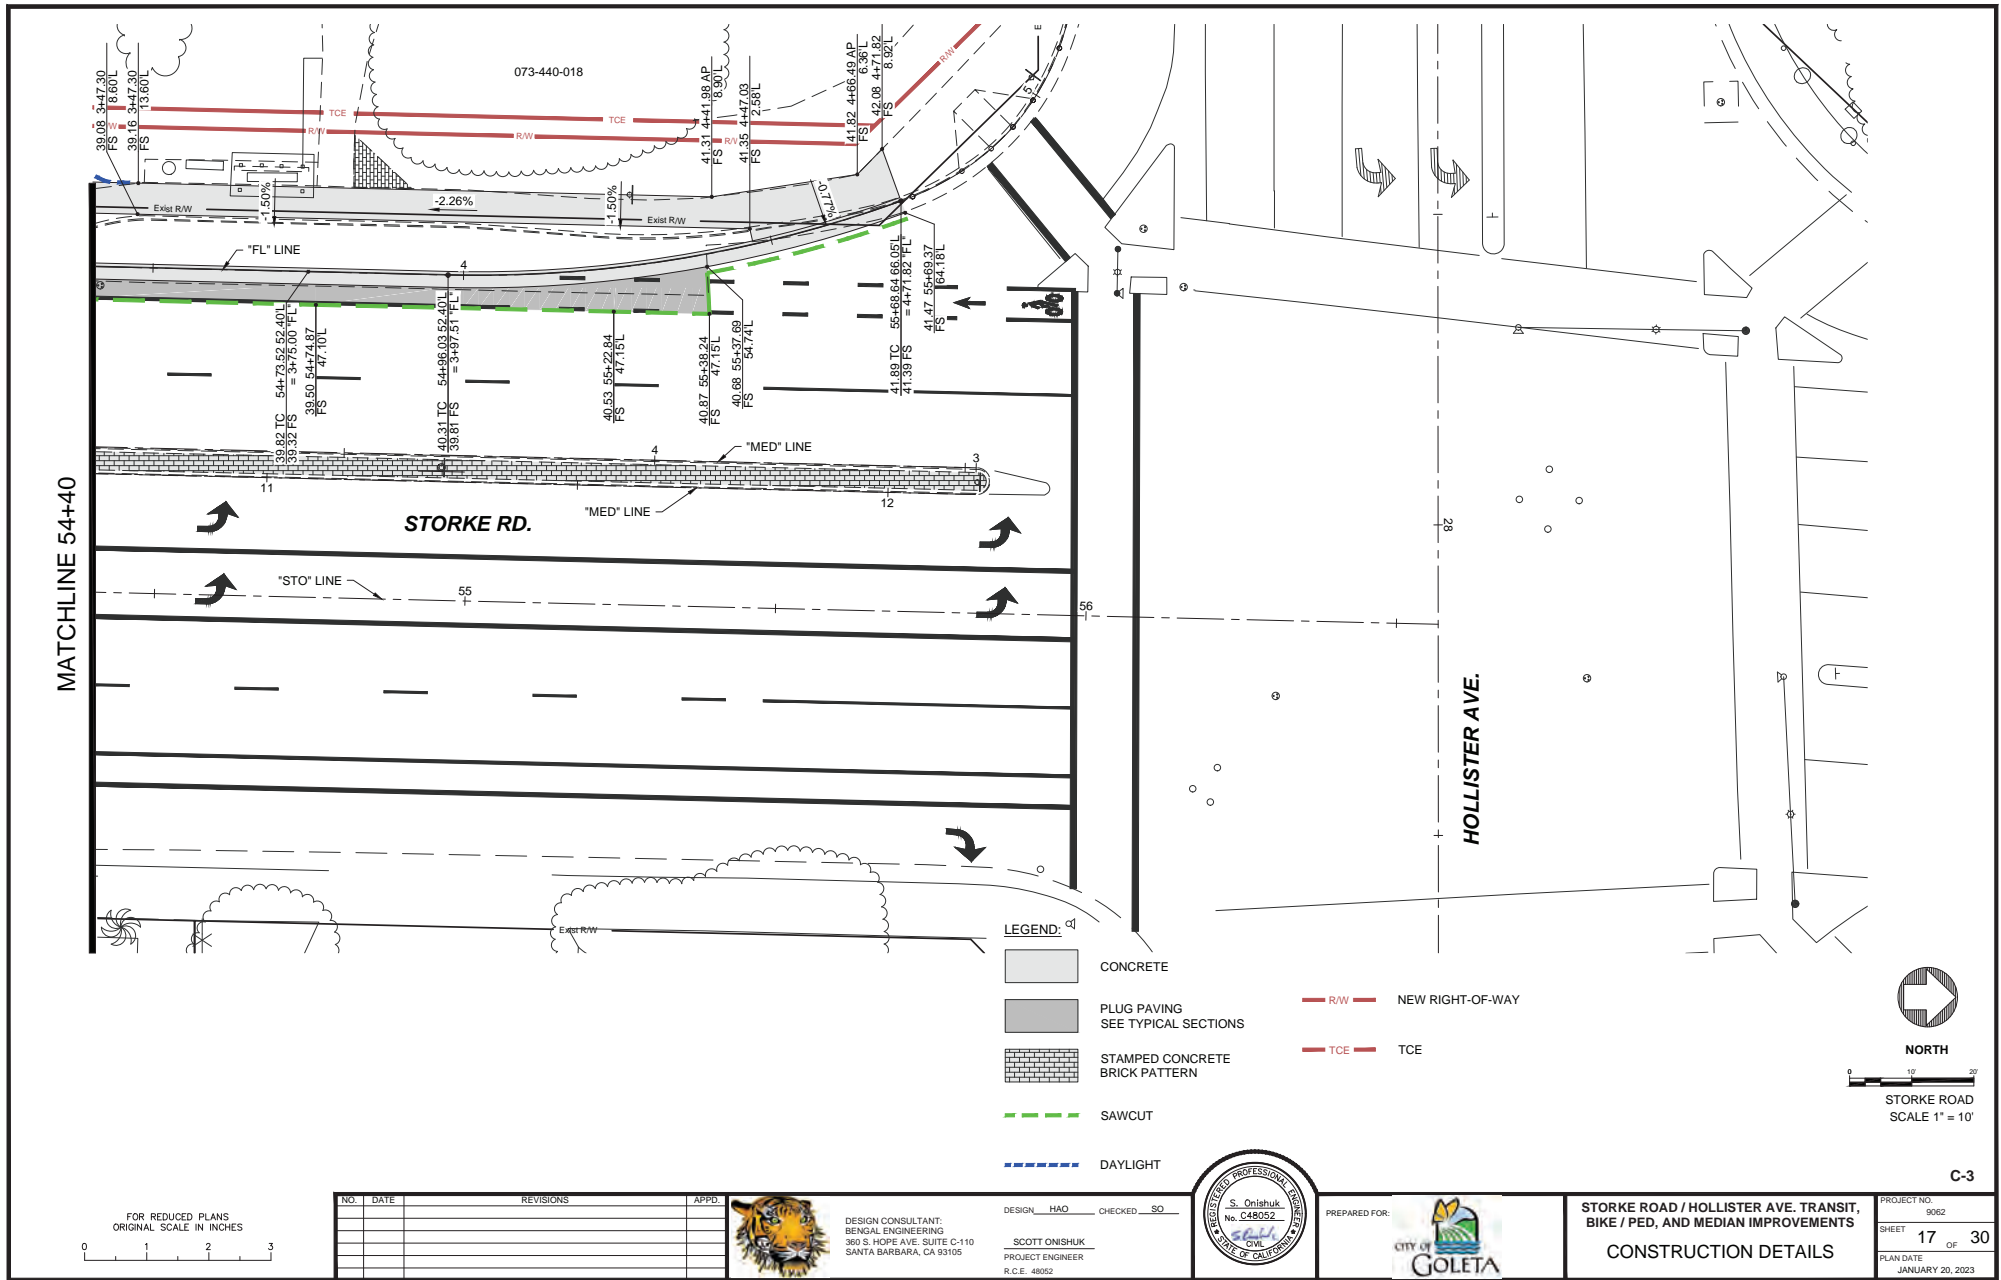 073-440-018
39.08 3+47.30
FS 8.60'L
39.16 3+47.30
FS 13.60'L
41.31 4+41.98 AP
FS 8.90'L
41.35 4+47.03
FS 2.58'L
41.82 4+66.49 AP
FS 6.36'L
42.08 4+71.82
FS 8.92'L
TCE
TCE
R/W
R/W
R/W
R/W
E
5
Exist R/W
-1.50%
-2.26%
-1.50%
Exist R/W
-0.77%
"FL" LINE
4
39.82 TC 54+73.52 52.40'L
39.32 FS = 3+75.00 "FL"
39.50 54+74.87
FS 47.10'L
40.31 TC 54+96.03 52.40'L
39.81 FS = 3+97.51 "FL"
40.53 55+22.84
FS 47.15'L
40.87 55+38.24
FS 47.15'L
40.68 55+37.69
FS 54.74'L
41.89 TC 55+68.64 66.05'L
41.39 FS = 4+71.82 "FL"
41.47 55+69.37
FS 64.18'L
4
"MED" LINE
3
11
12
"MED" LINE
STORKE RD.
MATCHLINE 54+40
"STO" LINE
55
56
28
HOLLISTER AVE.
Exist R/W
LEGEND:
CONCRETE
PLUG PAVING
SEE TYPICAL SECTIONS
STAMPED CONCRETE
BRICK PATTERN
SAWCUT
DAYLIGHT
R/W NEW RIGHT-OF-WAY
TCE TCE
NORTH
0 10' 20'
STORKE ROAD
SCALE 1" = 10'
C-3
FOR REDUCED PLANS
ORIGINAL SCALE IN INCHES
0 1 2 3
NO. DATE REVISIONS APPD.
DESIGN CONSULTANT:
BENGAL ENGINEERING
360 S. HOPE AVE. SUITE C-110
SANTA BARBARA, CA 93105
DESIGN HAO CHECKED SO
SCOTT ONISHUK
PROJECT ENGINEER
R.C.E. 48052
REGISTERED PROFESSIONAL ENGINEER
S. Onishuk
No. C48052
CIVIL
STATE OF CALIFORNIA
PREPARED FOR:
CITY OF
GOLETA
STORKE ROAD / HOLLISTER AVE. TRANSIT,
BIKE / PED, AND MEDIAN IMPROVEMENTS
CONSTRUCTION DETAILS
PROJECT NO.
9062
SHEET 17 OF 30
PLAN DATE
JANUARY 20, 2023